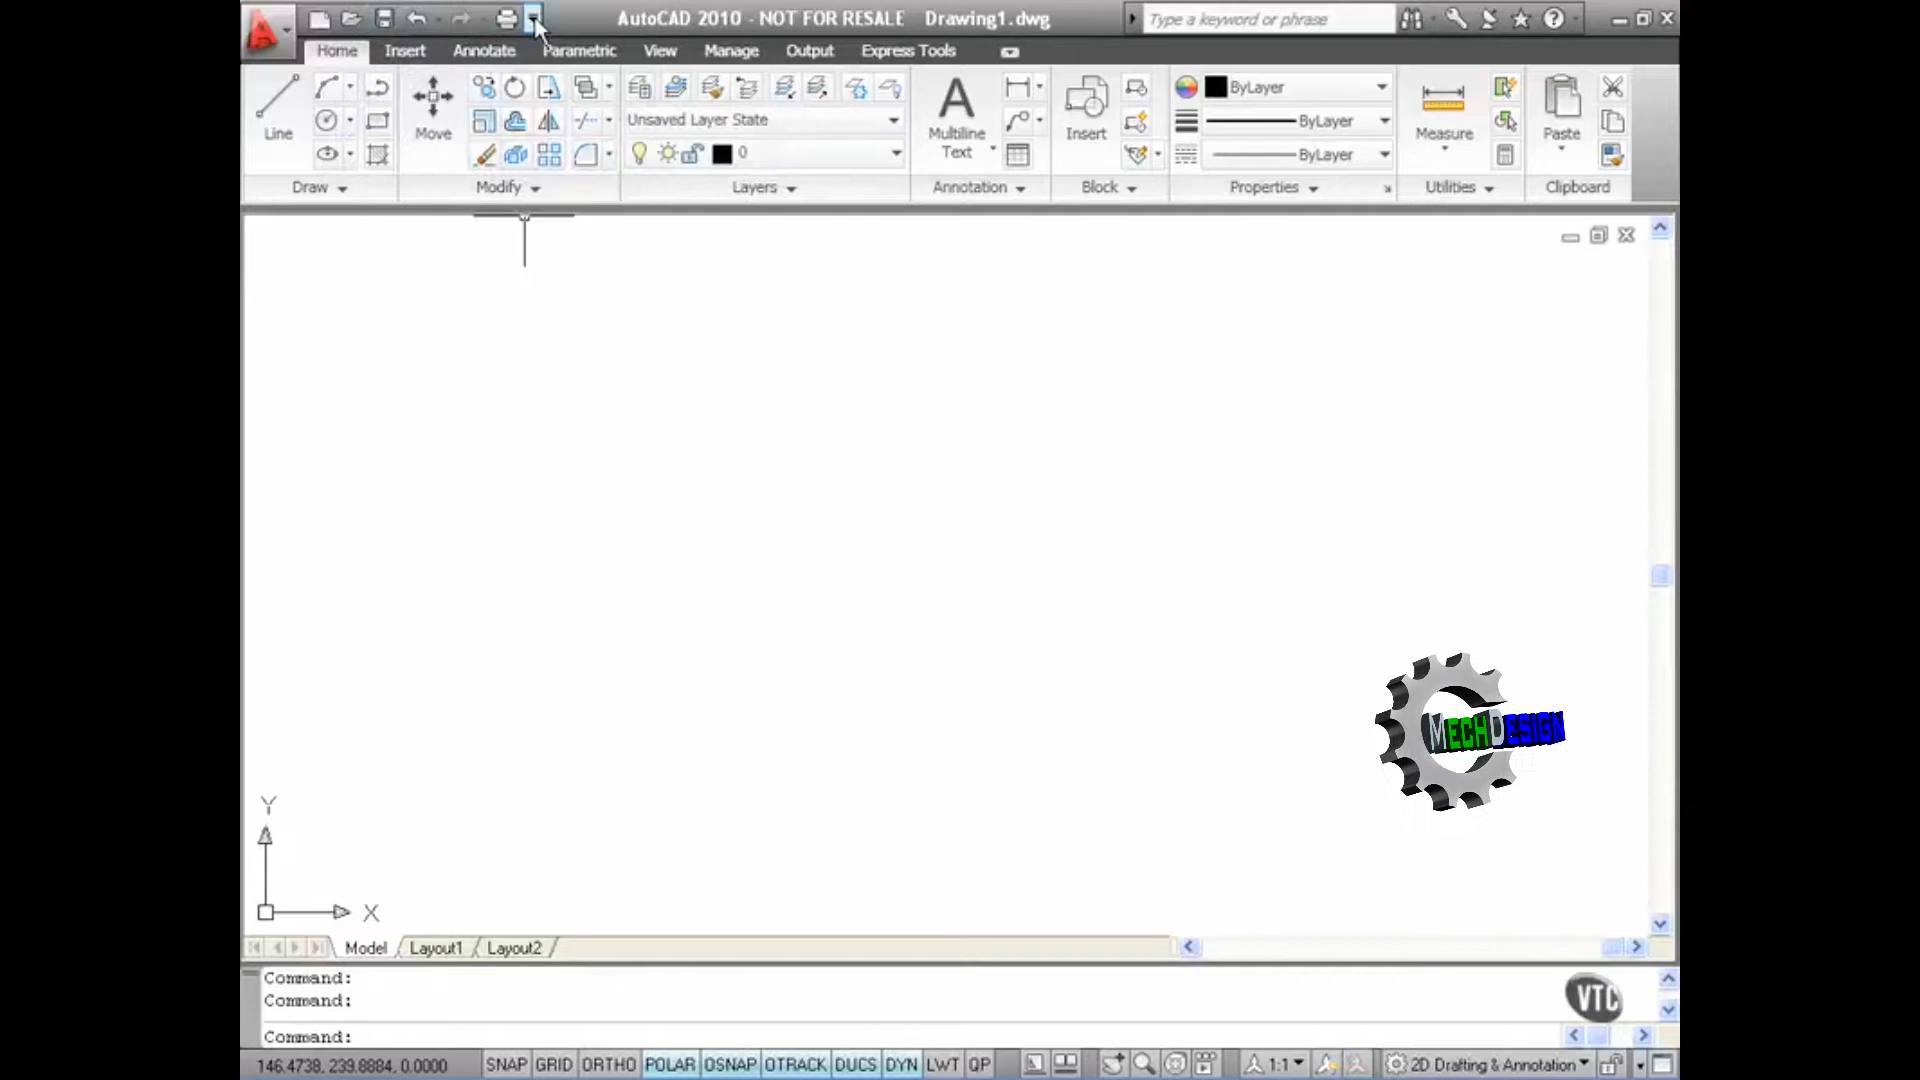 AutoCAD 2010 - NOT FOR RESALE Drawing1.dwg
Type a keyword or phrase
Home Insert Annotate Parametric View Manage Output Express Tools
Line
Move
Unsaved Layer State
0
A
Multiline
Text
Insert
ByLayer
ByLayer
ByLayer
Measure
Paste
Draw
Modify
Layers
Annotation
Block
Properties
Utilities
Clipboard
MECHDESIGN
Y
X
Model Layout1 Layout2
Command:
Command:
Command:
VTC
146.4738, 239.8884, 0.0000 SNAP GRID ORTHO POLAR OSNAP OTRACK DUCS DYN LWT QP 1:1 2D Drafting & Annotation